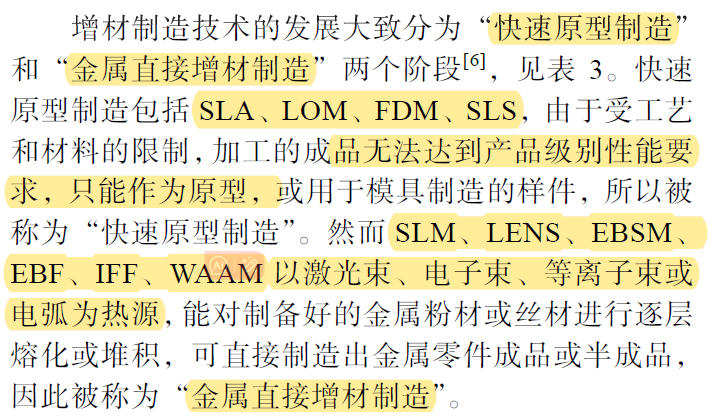 增材制造技术的发展大致分为“快速原型制造”
和“金属直接增材制造”两个阶段[6]，见表 3。快速
原型制造包括 SLA、LOM、FDM、SLS，由于受工艺
和材料的限制，加工的成品无法达到产品级别性能要
求，只能作为原型，或用于模具制造的样件，所以被
称为“快速原型制造”。然而 SLM、LENS、EBSM、
EBF、IFF、WAAM 以激光束、电子束、等离子束或
电弧为热源，能对制备好的金属粉材或丝材进行逐层
熔化或堆积，可直接制造出金属零件成品或半成品，
因此被称为“金属直接增材制造”。